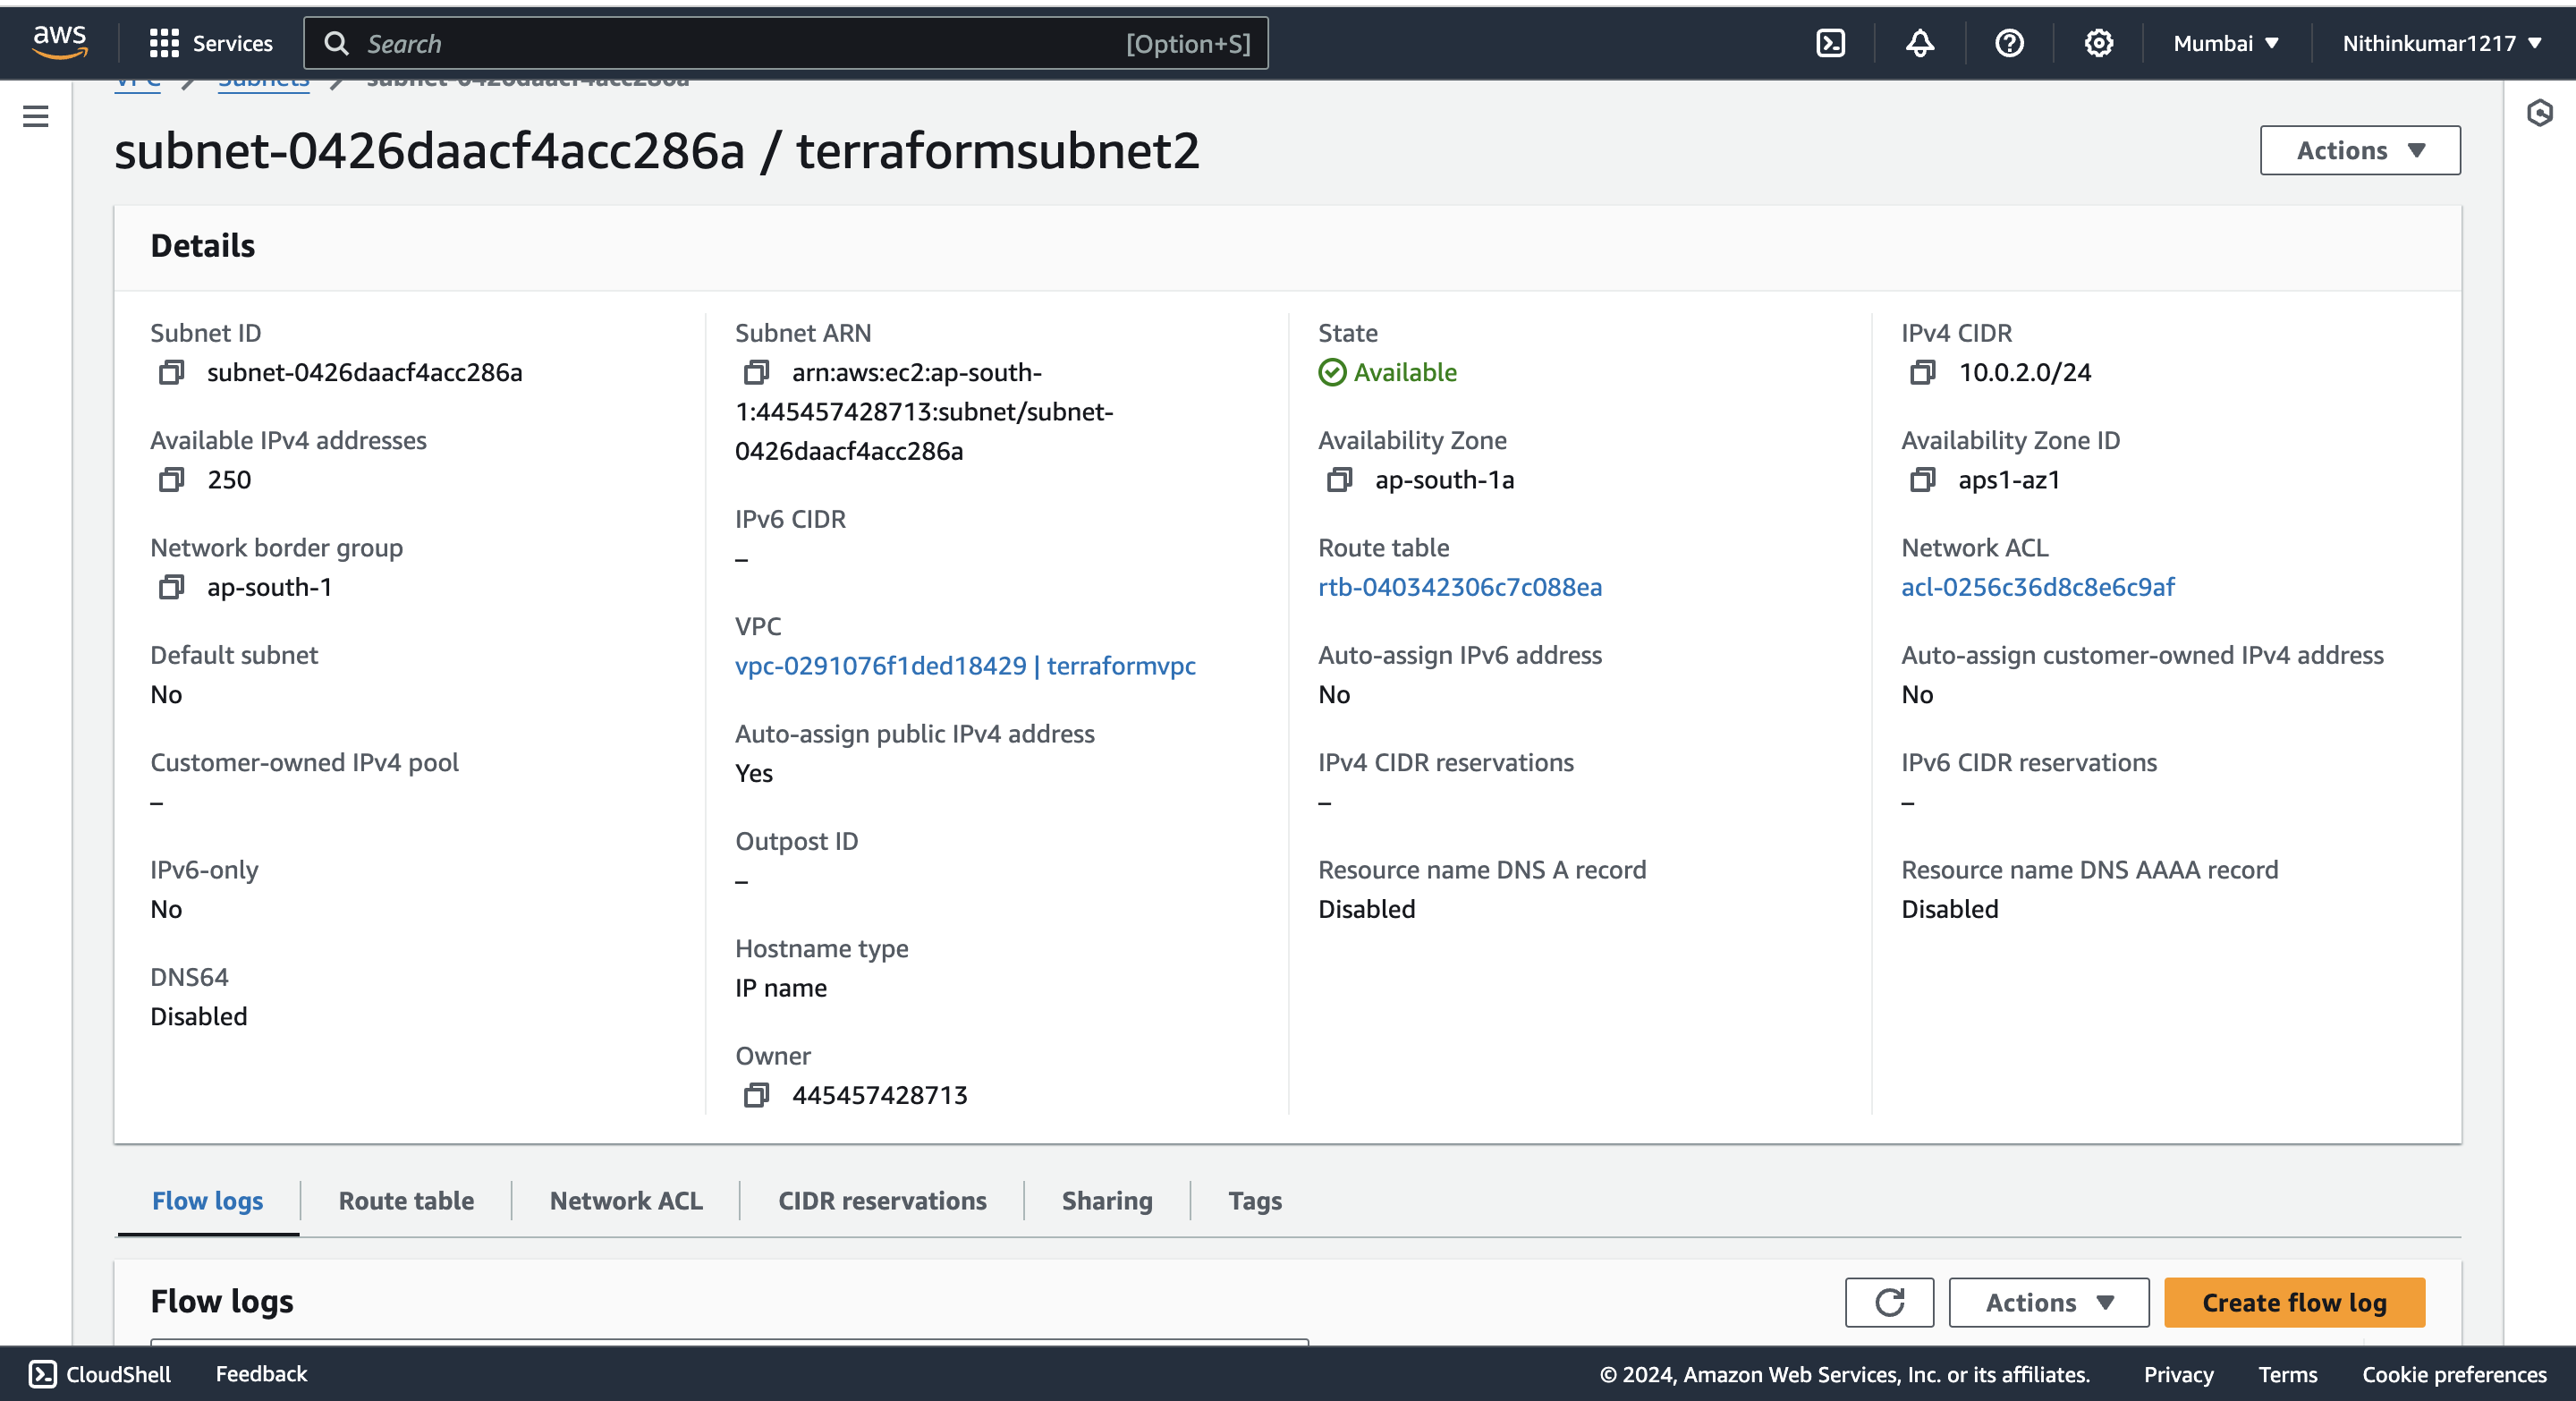 aws
Services
Search
[Option+S]
Mumbai
Nithinkumar1217
VPC
Subnets
subnet-0426daacf4acc286a
subnet-0426daacf4acc286a / terraformsubnet2
Actions
Details
Subnet ID
subnet-0426daacf4acc286a
Available IPv4 addresses
250
Network border group
ap-south-1
Default subnet
No
Customer-owned IPv4 pool
–
IPv6-only
No
DNS64
Disabled
Subnet ARN
arn:aws:ec2:ap-south-
1:445457428713:subnet/subnet-
0426daacf4acc286a
IPv6 CIDR
–
VPC
vpc-0291076f1ded18429 | terraformvpc
Auto-assign public IPv4 address
Yes
Outpost ID
–
Hostname type
IP name
Owner
445457428713
State
Available
Availability Zone
ap-south-1a
Route table
rtb-040342306c7c088ea
Auto-assign IPv6 address
No
IPv4 CIDR reservations
–
Resource name DNS A record
Disabled
IPv4 CIDR
10.0.2.0/24
Availability Zone ID
aps1-az1
Network ACL
acl-0256c36d8c8e6c9af
Auto-assign customer-owned IPv4 address
No
IPv6 CIDR reservations
–
Resource name DNS AAAA record
Disabled
Flow logs
Route table
Network ACL
CIDR reservations
Sharing
Tags
Flow logs
Actions
Create flow log
CloudShell
Feedback
© 2024, Amazon Web Services, Inc. or its affiliates.
Privacy
Terms
Cookie preferences